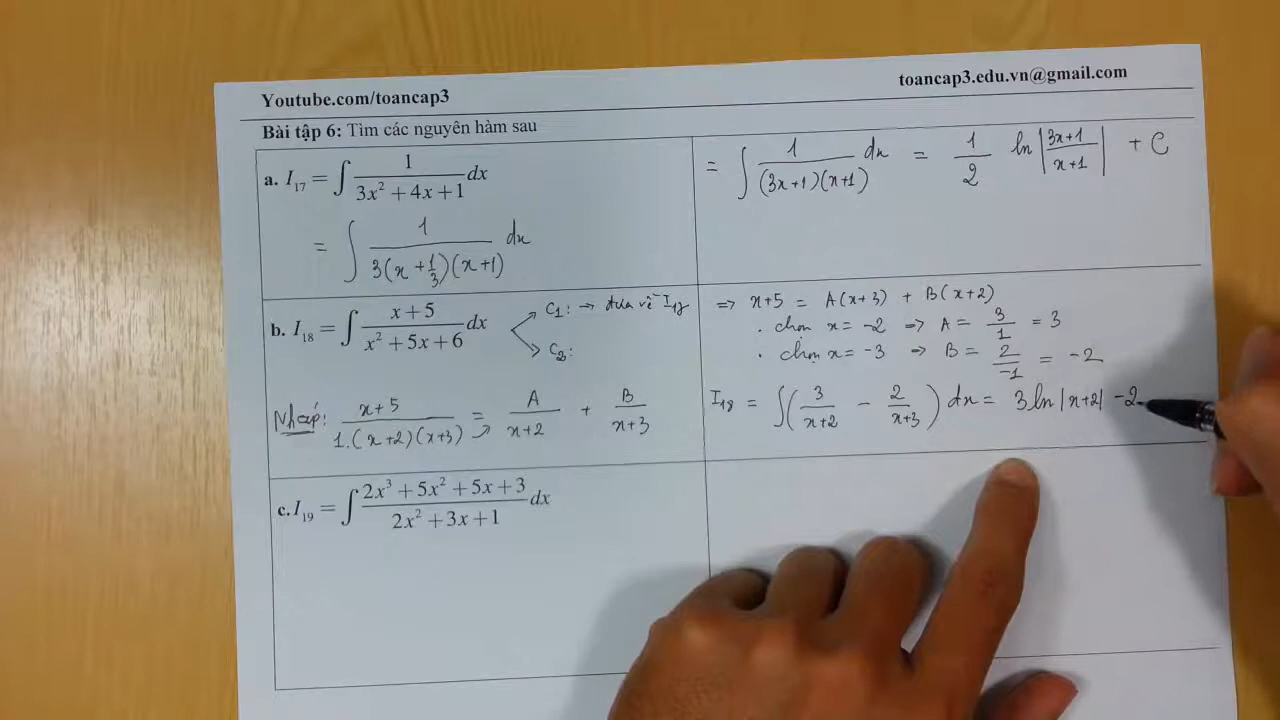 Youtube.com/toancap3
toancap3.edu.vn@gmail.com
Bài tập 6: Tìm các nguyên hàm sau
a. I₁₇ = ∫ 1/(3x² + 4x + 1) dx
= ∫ 1/(3(x + 1/3)(x+1)) dx
= ∫ 1/((3x+1)(x+1)) dx = 1/2 ln |(3x+1)/(x+1)| + C
b. I₁₈ = ∫ (x + 5)/(x² + 5x + 6) dx
C1: → đưa về I₁₇
C2:
Nháp: (x+5)/(1.(x+2)(x+3)) = A/(x+2) + B/(x+3)
⇒ x+5 = A(x+3) + B(x+2)
. chọn x = -2 ⇒ A = 3/1 = 3
. chọn x = -3 ⇒ B = 2/-1 = -2
I₁₈ = ∫(3/(x+2) - 2/(x+3)) dx = 3 ln |x+2| -2
c. I₁₉ = ∫ (2x³ + 5x² + 5x + 3)/(2x² + 3x + 1) dx